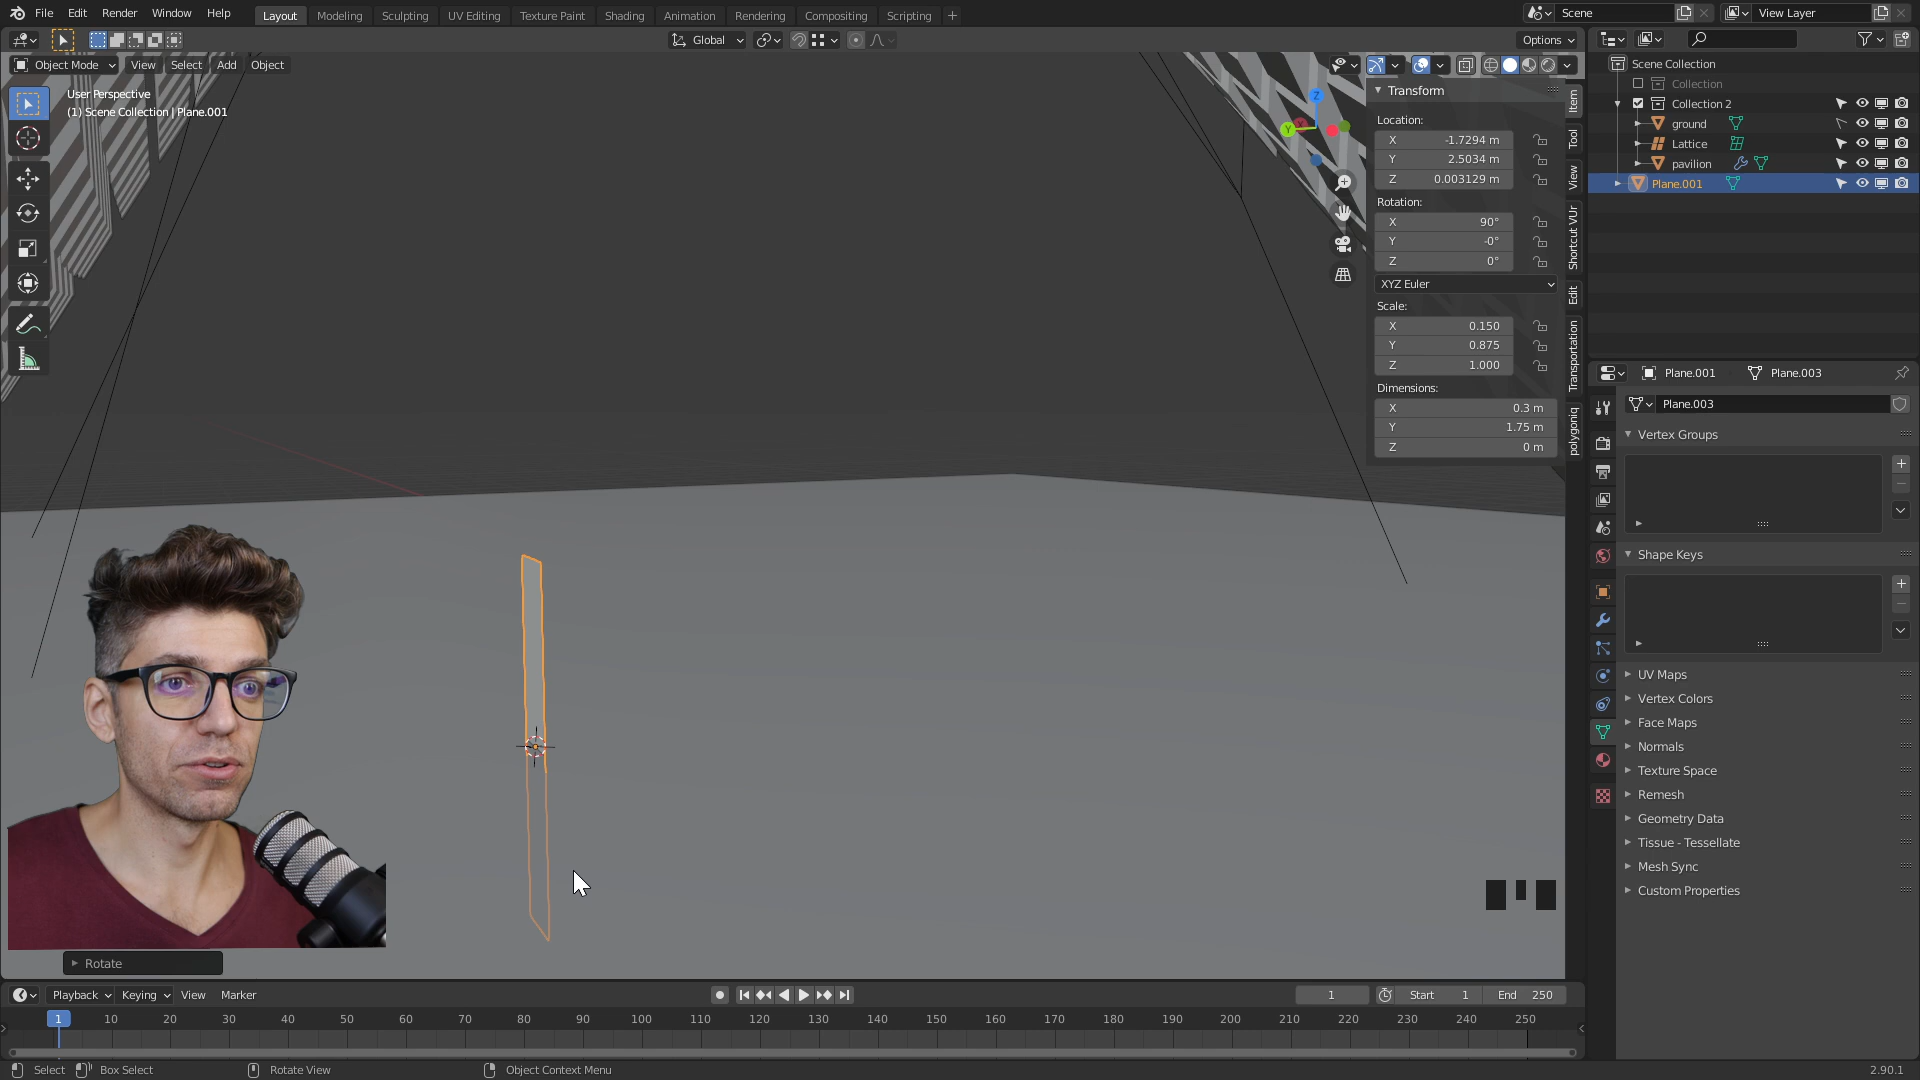 File Edit Render Window Help
Layout Modeling Sculpting UV Editing Texture Paint Shading Animation Rendering Compositing Scripting +
Scene
View Layer
Global
Options
Object Mode View Select Add Object
User Perspective
(1) Scene Collection | Plane.001
Z
Y
Transform
Location:
X -1.7294 m
Y 2.5034 m
Z 0.003129 m
Rotation:
X 90°
Y -0°
Z 0°
XYZ Euler
Scale:
X 0.150
Y 0.875
Z 1.000
Dimensions:
X 0.3 m
Y 1.75 m
Z 0 m
Item
Tool
View
Shortcut VUr
Edit
Transportation
polygoniq
Scene Collection
Collection
Collection 2
ground
Lattice
pavilion
Plane.001
Plane.001 Plane.003
Plane.003
Vertex Groups
Shape Keys
UV Maps
Vertex Colors
Face Maps
Normals
Texture Space
Remesh
Geometry Data
Tissue - Tessellate
Mesh Sync
Custom Properties
Rotate
Playback Keying View Marker
1 Start 1 End 250
1 10 20 30 40 50 60 70 80 90 100 110 120 130 140 150 160 170 180 190 200 210 220 230 240 250
Select Box Select Rotate View Object Context Menu 2.90.1